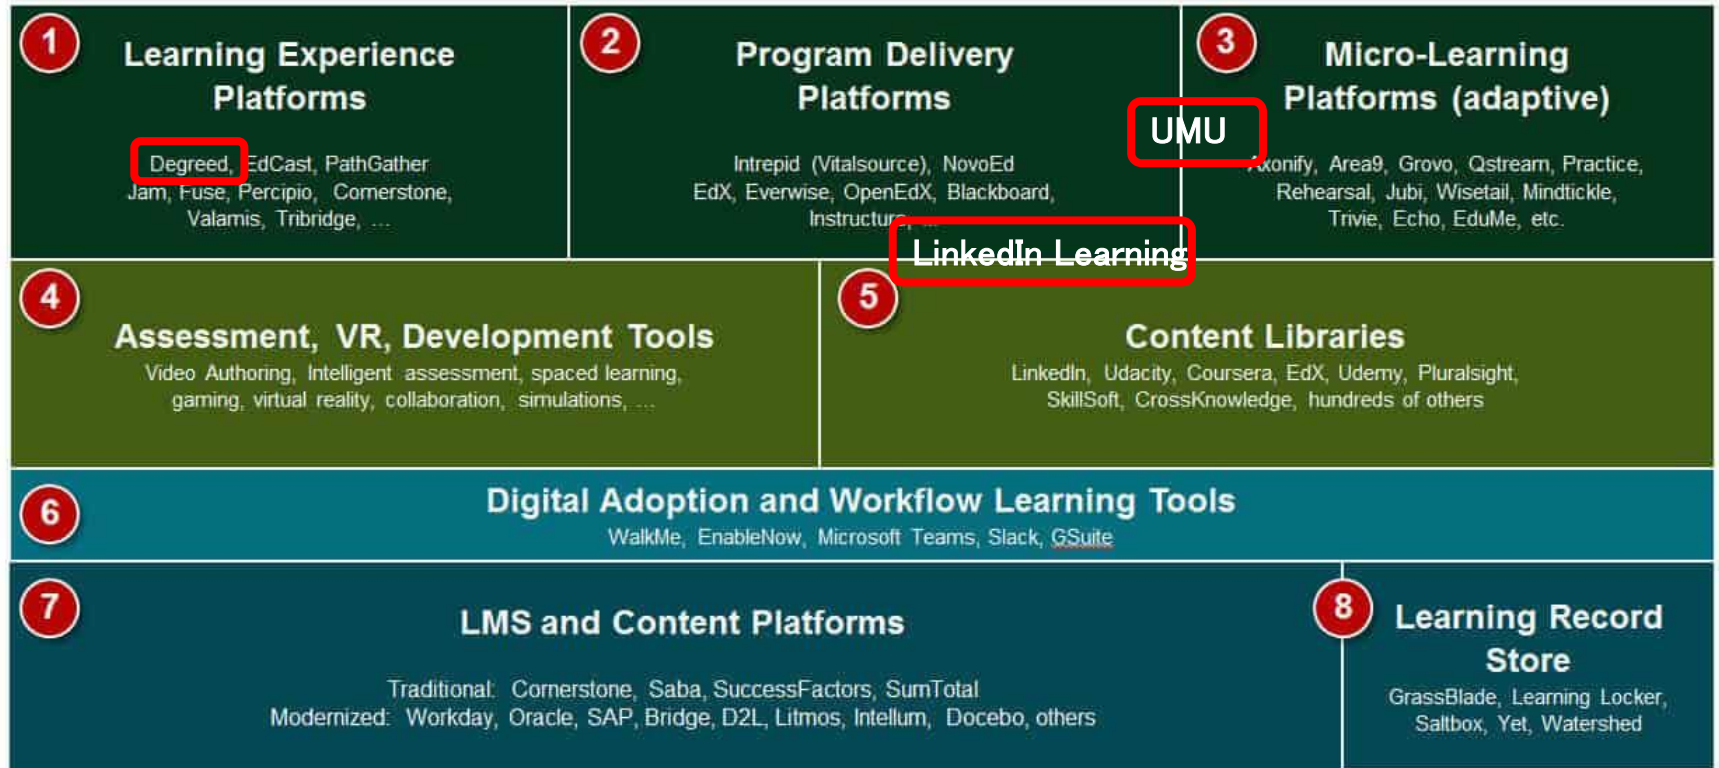 1
Learning Experience
Platforms
Degreed, EdCast, PathGather
Jam, Fuse, Percipio, Cornerstone,
Valamis, Tribridge, ...
2
Program Delivery
Platforms
Intrepid (Vitalsource), NovoEd
EdX, Everwise, OpenEdX, Blackboard,
Instructure, ...
3
Micro-Learning
Platforms (adaptive)
UMU
Axonify, Area9, Grovo, Qstream, Practice,
Rehearsal, Jubi, Wisetail, Mindtickle,
Trivie, Echo, EduMe, etc.
LinkedIn Learning
4
Assessment, VR, Development Tools
Video Authoring, Intelligent assessment, spaced learning,
gaming, virtual reality, collaboration, simulations, ...
5
Content Libraries
LinkedIn, Udacity, Coursera, EdX, Udemy, Pluralsight,
SkillSoft, CrossKnowledge, hundreds of others
6
Digital Adoption and Workflow Learning Tools
WalkMe, EnableNow, Microsoft Teams, Slack, GSuite
7
LMS and Content Platforms
Traditional: Cornerstone, Saba, SuccessFactors, SumTotal
Modernized: Workday, Oracle, SAP, Bridge, D2L, Litmos, Intellum, Docebo, others
8
Learning Record
Store
GrassBlade, Learning Locker,
Saltbox, Yet, Watershed